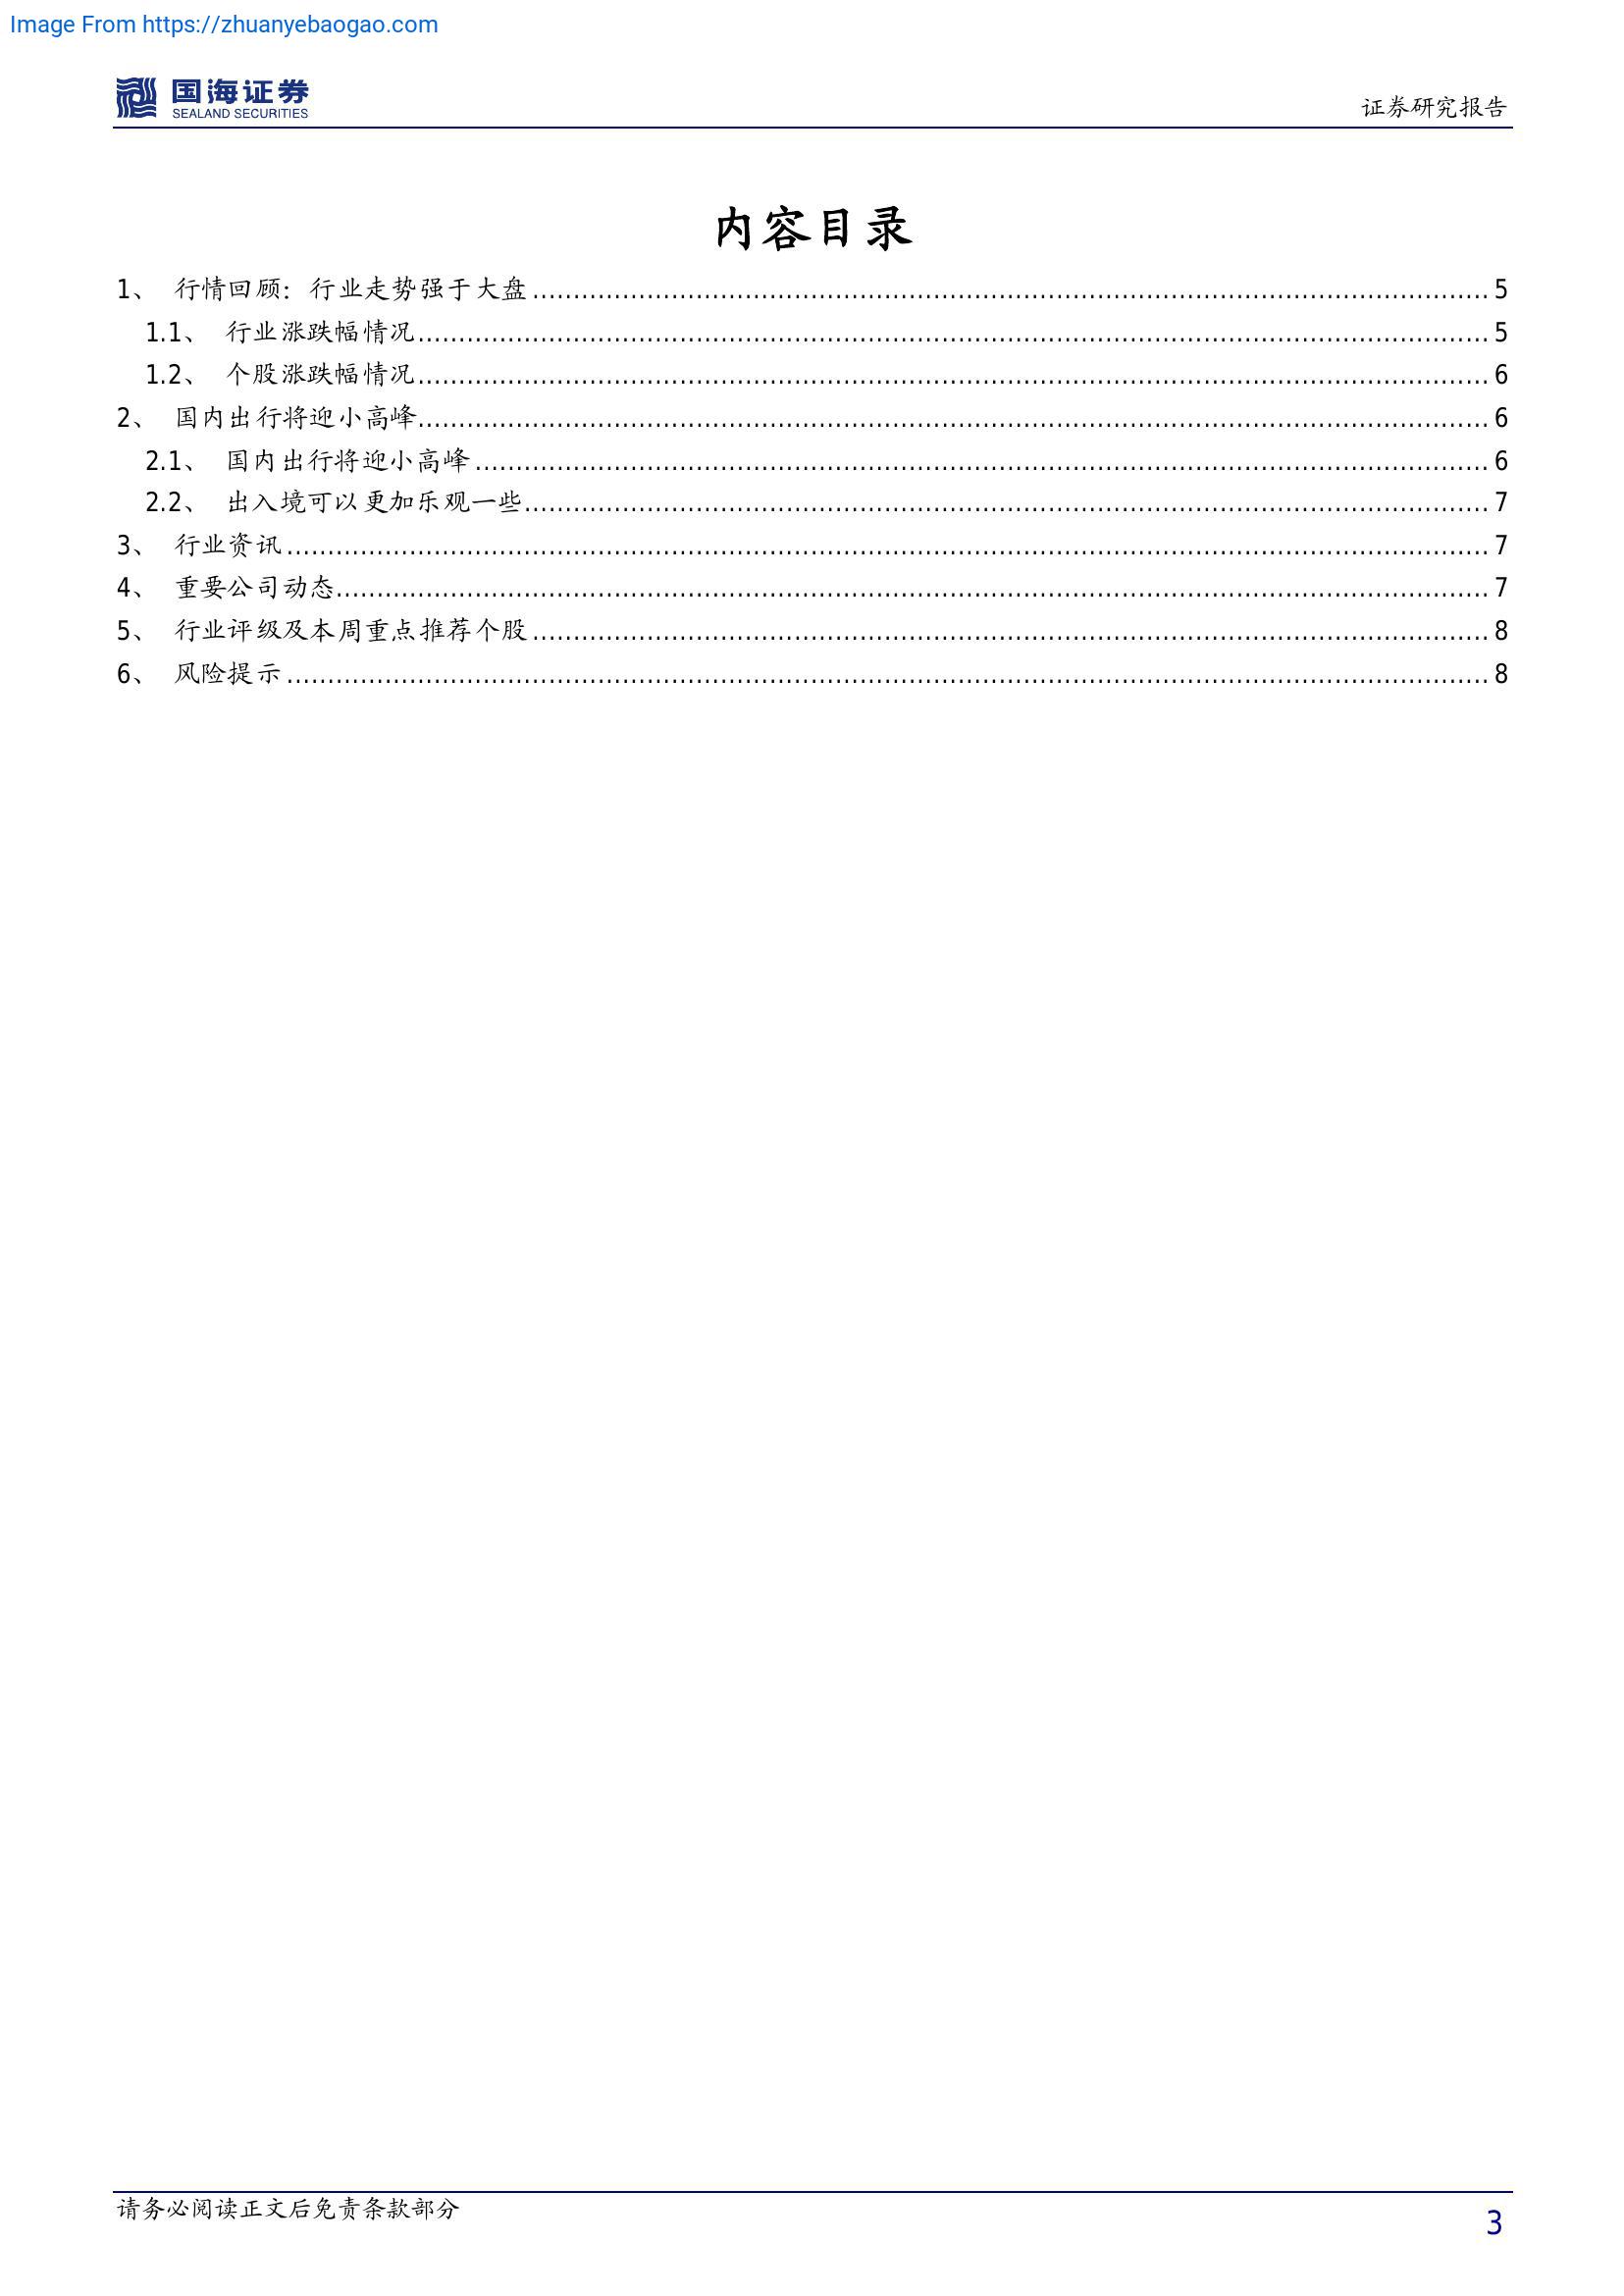 Image From https://zhuanyebaogao.com
国海证券
SEALAND SECURITIES
证券研究报告
内容目录
1、 行情回顾：行业走势强于大盘 5
1.1、 行业涨跌幅情况 5
1.2、 个股涨跌幅情况 6
2、 国内出行将迎小高峰 6
2.1、 国内出行将迎小高峰 6
2.2、 出入境可以更加乐观一些 7
3、 行业资讯 7
4、 重要公司动态 7
5、 行业评级及本周重点推荐个股 8
6、 风险提示 8
请务必阅读正文后免责条款部分
3